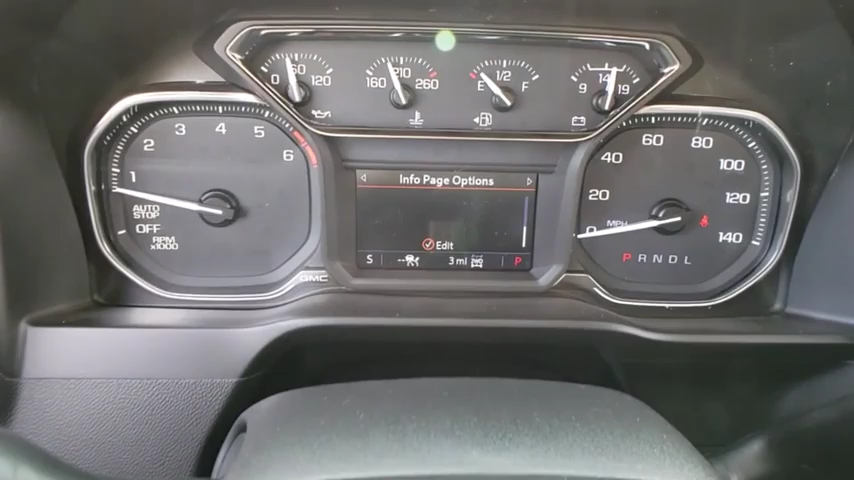 0 60 120
160 210 260
E 1/2 F
9 14 19
1 2 3 4 5 6
AUTO
STOP
OFF
RPM
x1000
GMC
Info Page Options
Edit
S -- 3 mi P
0 20 40 60 80 100 120 140
MPH
P R N D L